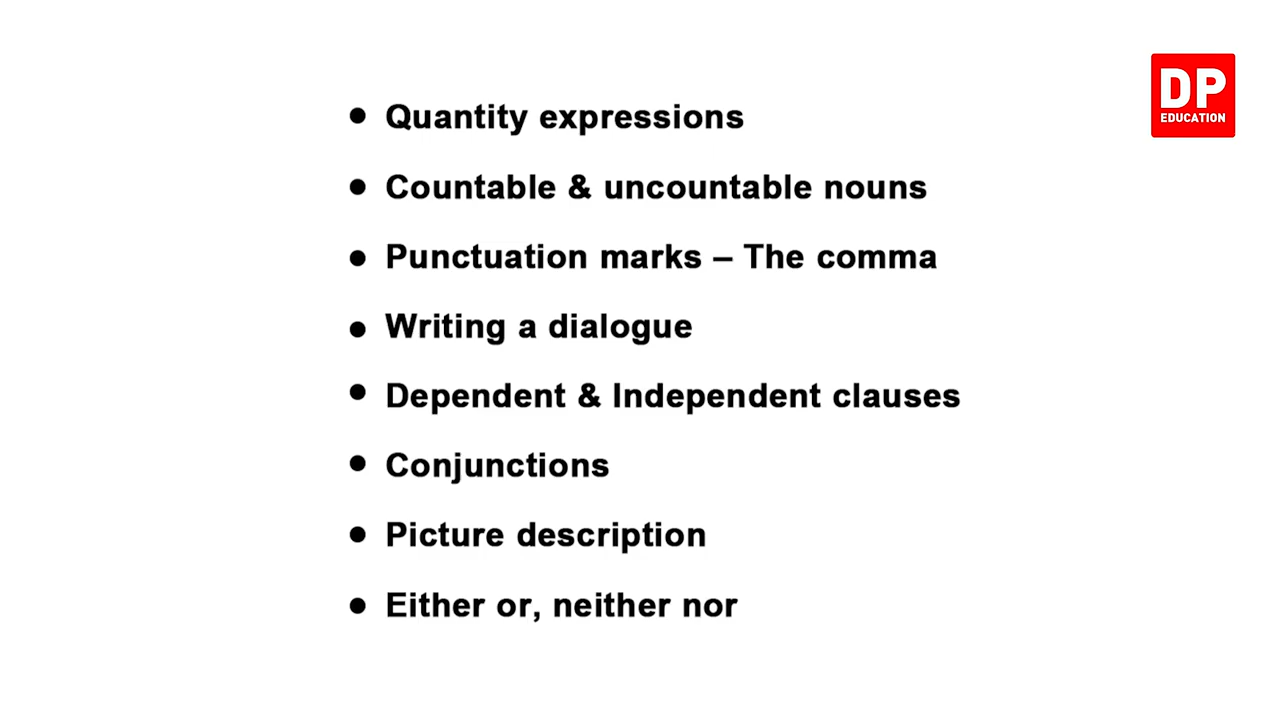 DP
EDUCATION
• Quantity expressions
• Countable & uncountable nouns
• Punctuation marks – The comma
• Writing a dialogue
• Dependent & Independent clauses
• Conjunctions
• Picture description
• Either or, neither nor